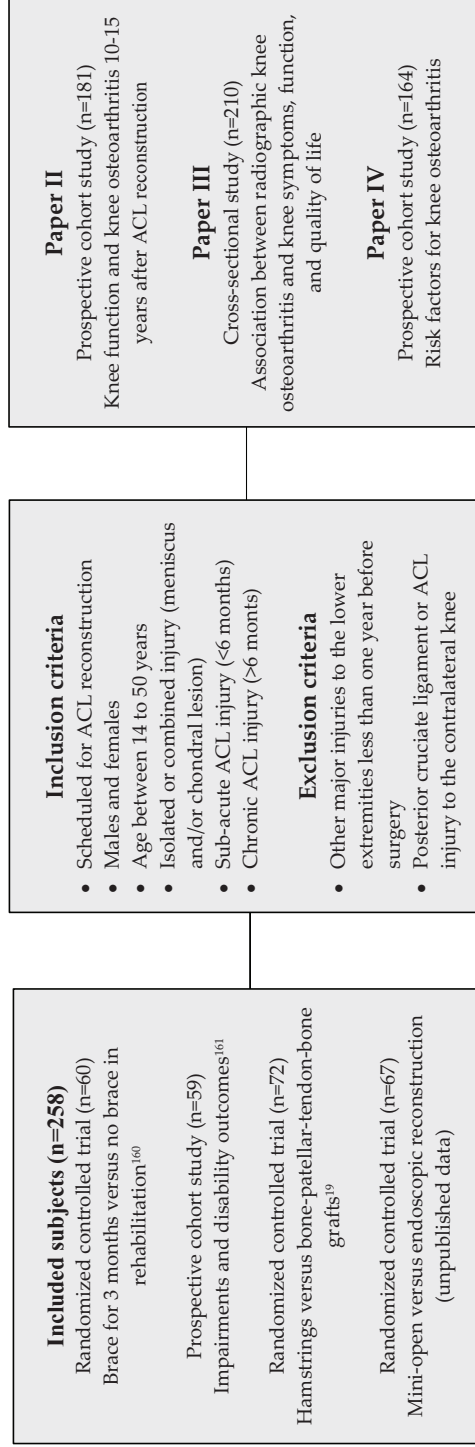 Included subjects (n=258)
Randomized controlled trial (n=60)
Brace for 3 months versus no brace in
rehabilitation160
Prospective cohort study (n=59)
Impairments and disability outcomes161
Randomized controlled trial (n=72)
Hamstrings versus bone-patellar-tendon-bone
grafts19
Randomized controlled trial (n=67)
Mini-open versus endoscopic reconstruction
(unpublished data)
Inclusion criteria
• Scheduled for ACL reconstruction
• Males and females
• Age between 14 to 50 years
• Isolated or combined injury (meniscus
and/or chondral lesion)
• Sub-acute ACL injury (<6 months)
• Chronic ACL injury (>6 monts)
Exclusion criteria
• Other major injuries to the lower
extremities less than one year before
surgery
• Posterior cruciate ligament or ACL
injury to the contralateral knee
Paper II
Prospective cohort study (n=181)
Knee function and knee osteoarthritis 10-15
years after ACL reconstruction
Paper III
Cross-sectional study (n=210)
Association between radiographic knee
osteoarthritis and knee symptoms, function,
and quality of life
Paper IV
Prospective cohort study (n=164)
Risk factors for knee osteoarthritis